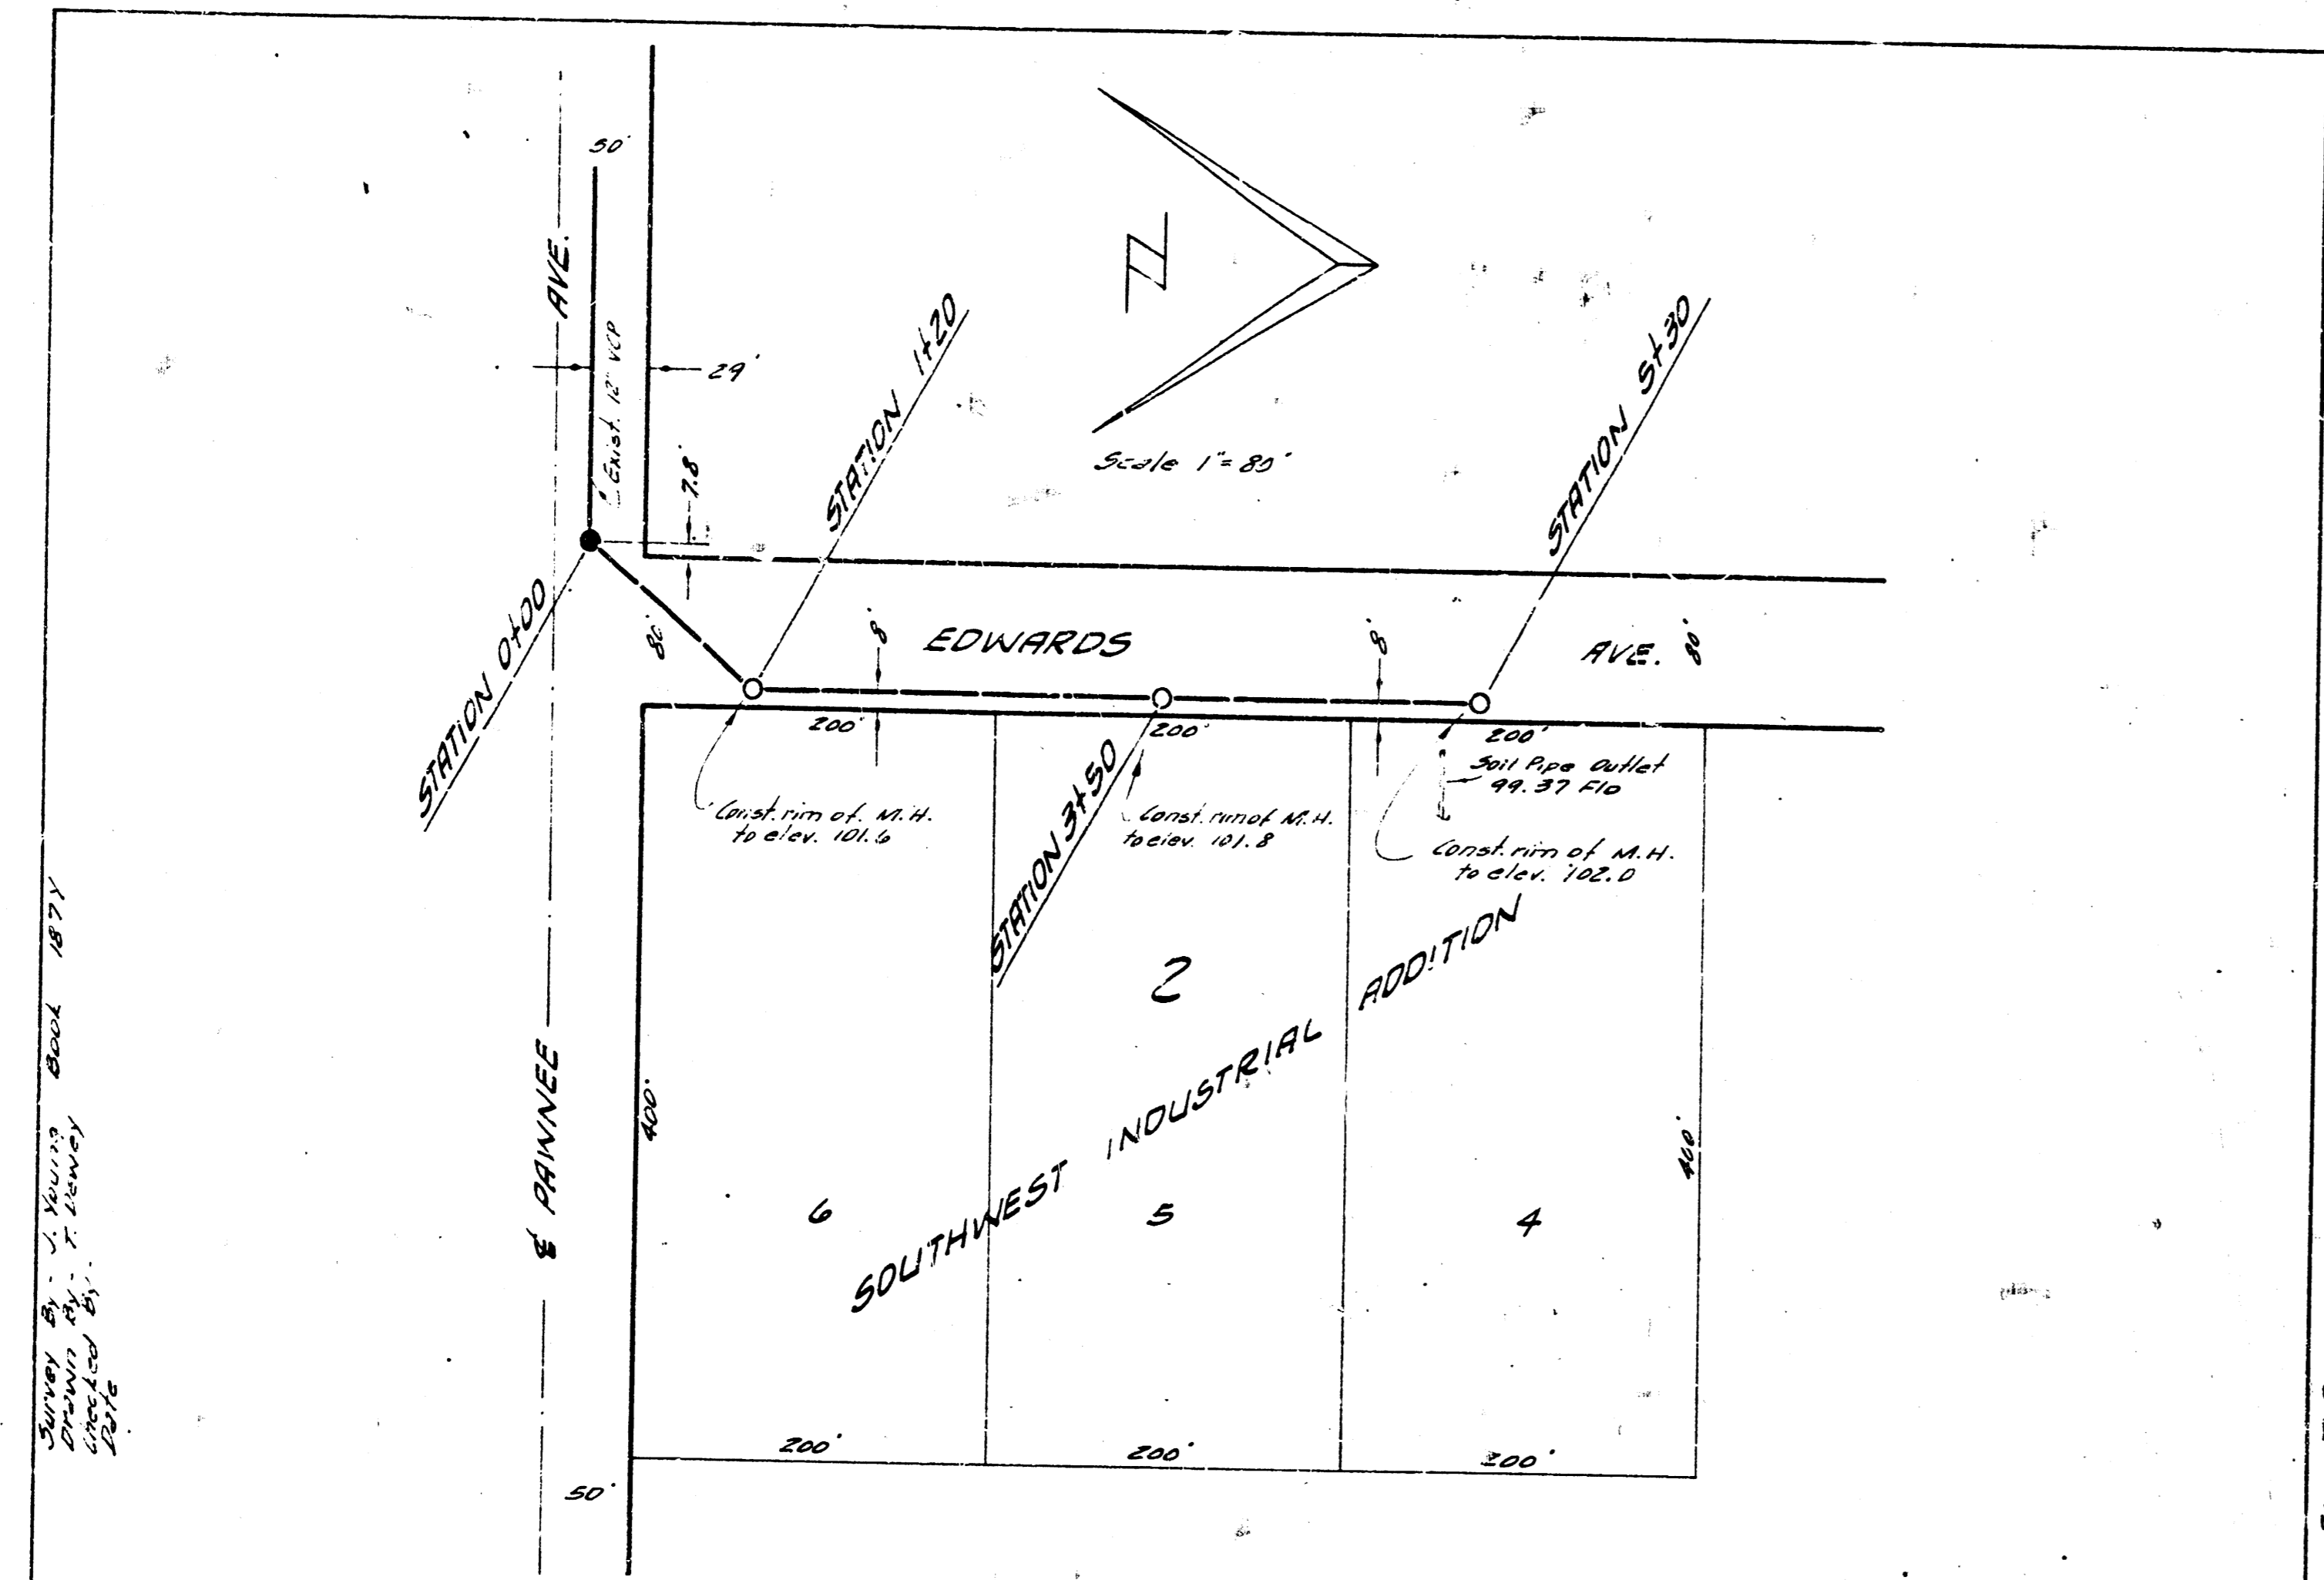 50'
AVE.
℄ Exist. 12" VCP
29'
7.8'
N
STATION 1+20
Scale 1"=80'
STATION 5+30
STATION 0+00
80'
8'
EDWARDS
8'
AVE.
80'
200'
200'
200'
Soil Pipe Outlet
99.37 Flo
STATION 3+50
Const. rim of M.H.
to elev. 101.6
Const. rim of M.H.
to elev. 101.8
Const. rim of M.H.
to elev. 102.0
2
SOUTHWEST INDUSTRIAL ADDITION
℄ PAWNEE
400'
400'
6
5
4
200'
200'
200'
50'
Survey By - J. Young Book 187Y
Drawn By - T. Dewey
Checked By -
Date